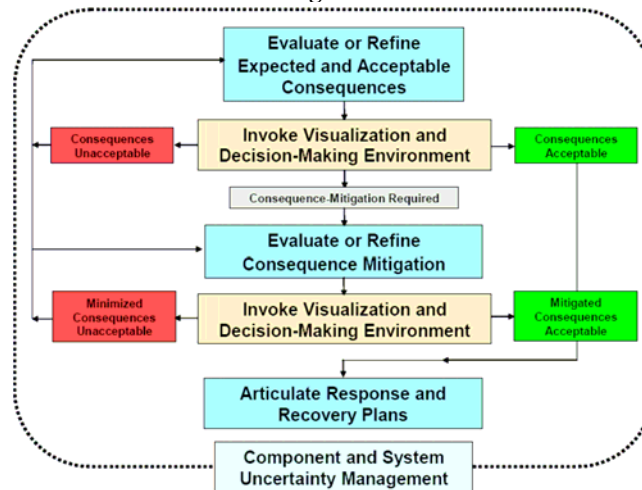 Evaluate or Refine
Expected and Acceptable
Consequences
Consequences
Unacceptable
Invoke Visualization and
Decision-Making Environment
Consequences
Acceptable
Consequence-Mitigation Required
Evaluate or Refine
Consequence Mitigation
Minimized
Consequences
Unacceptable
Invoke Visualization and
Decision-Making Environment
Mitigated
Consequences
Acceptable
Articulate Response and
Recovery Plans
Component and System
Uncertainty Management